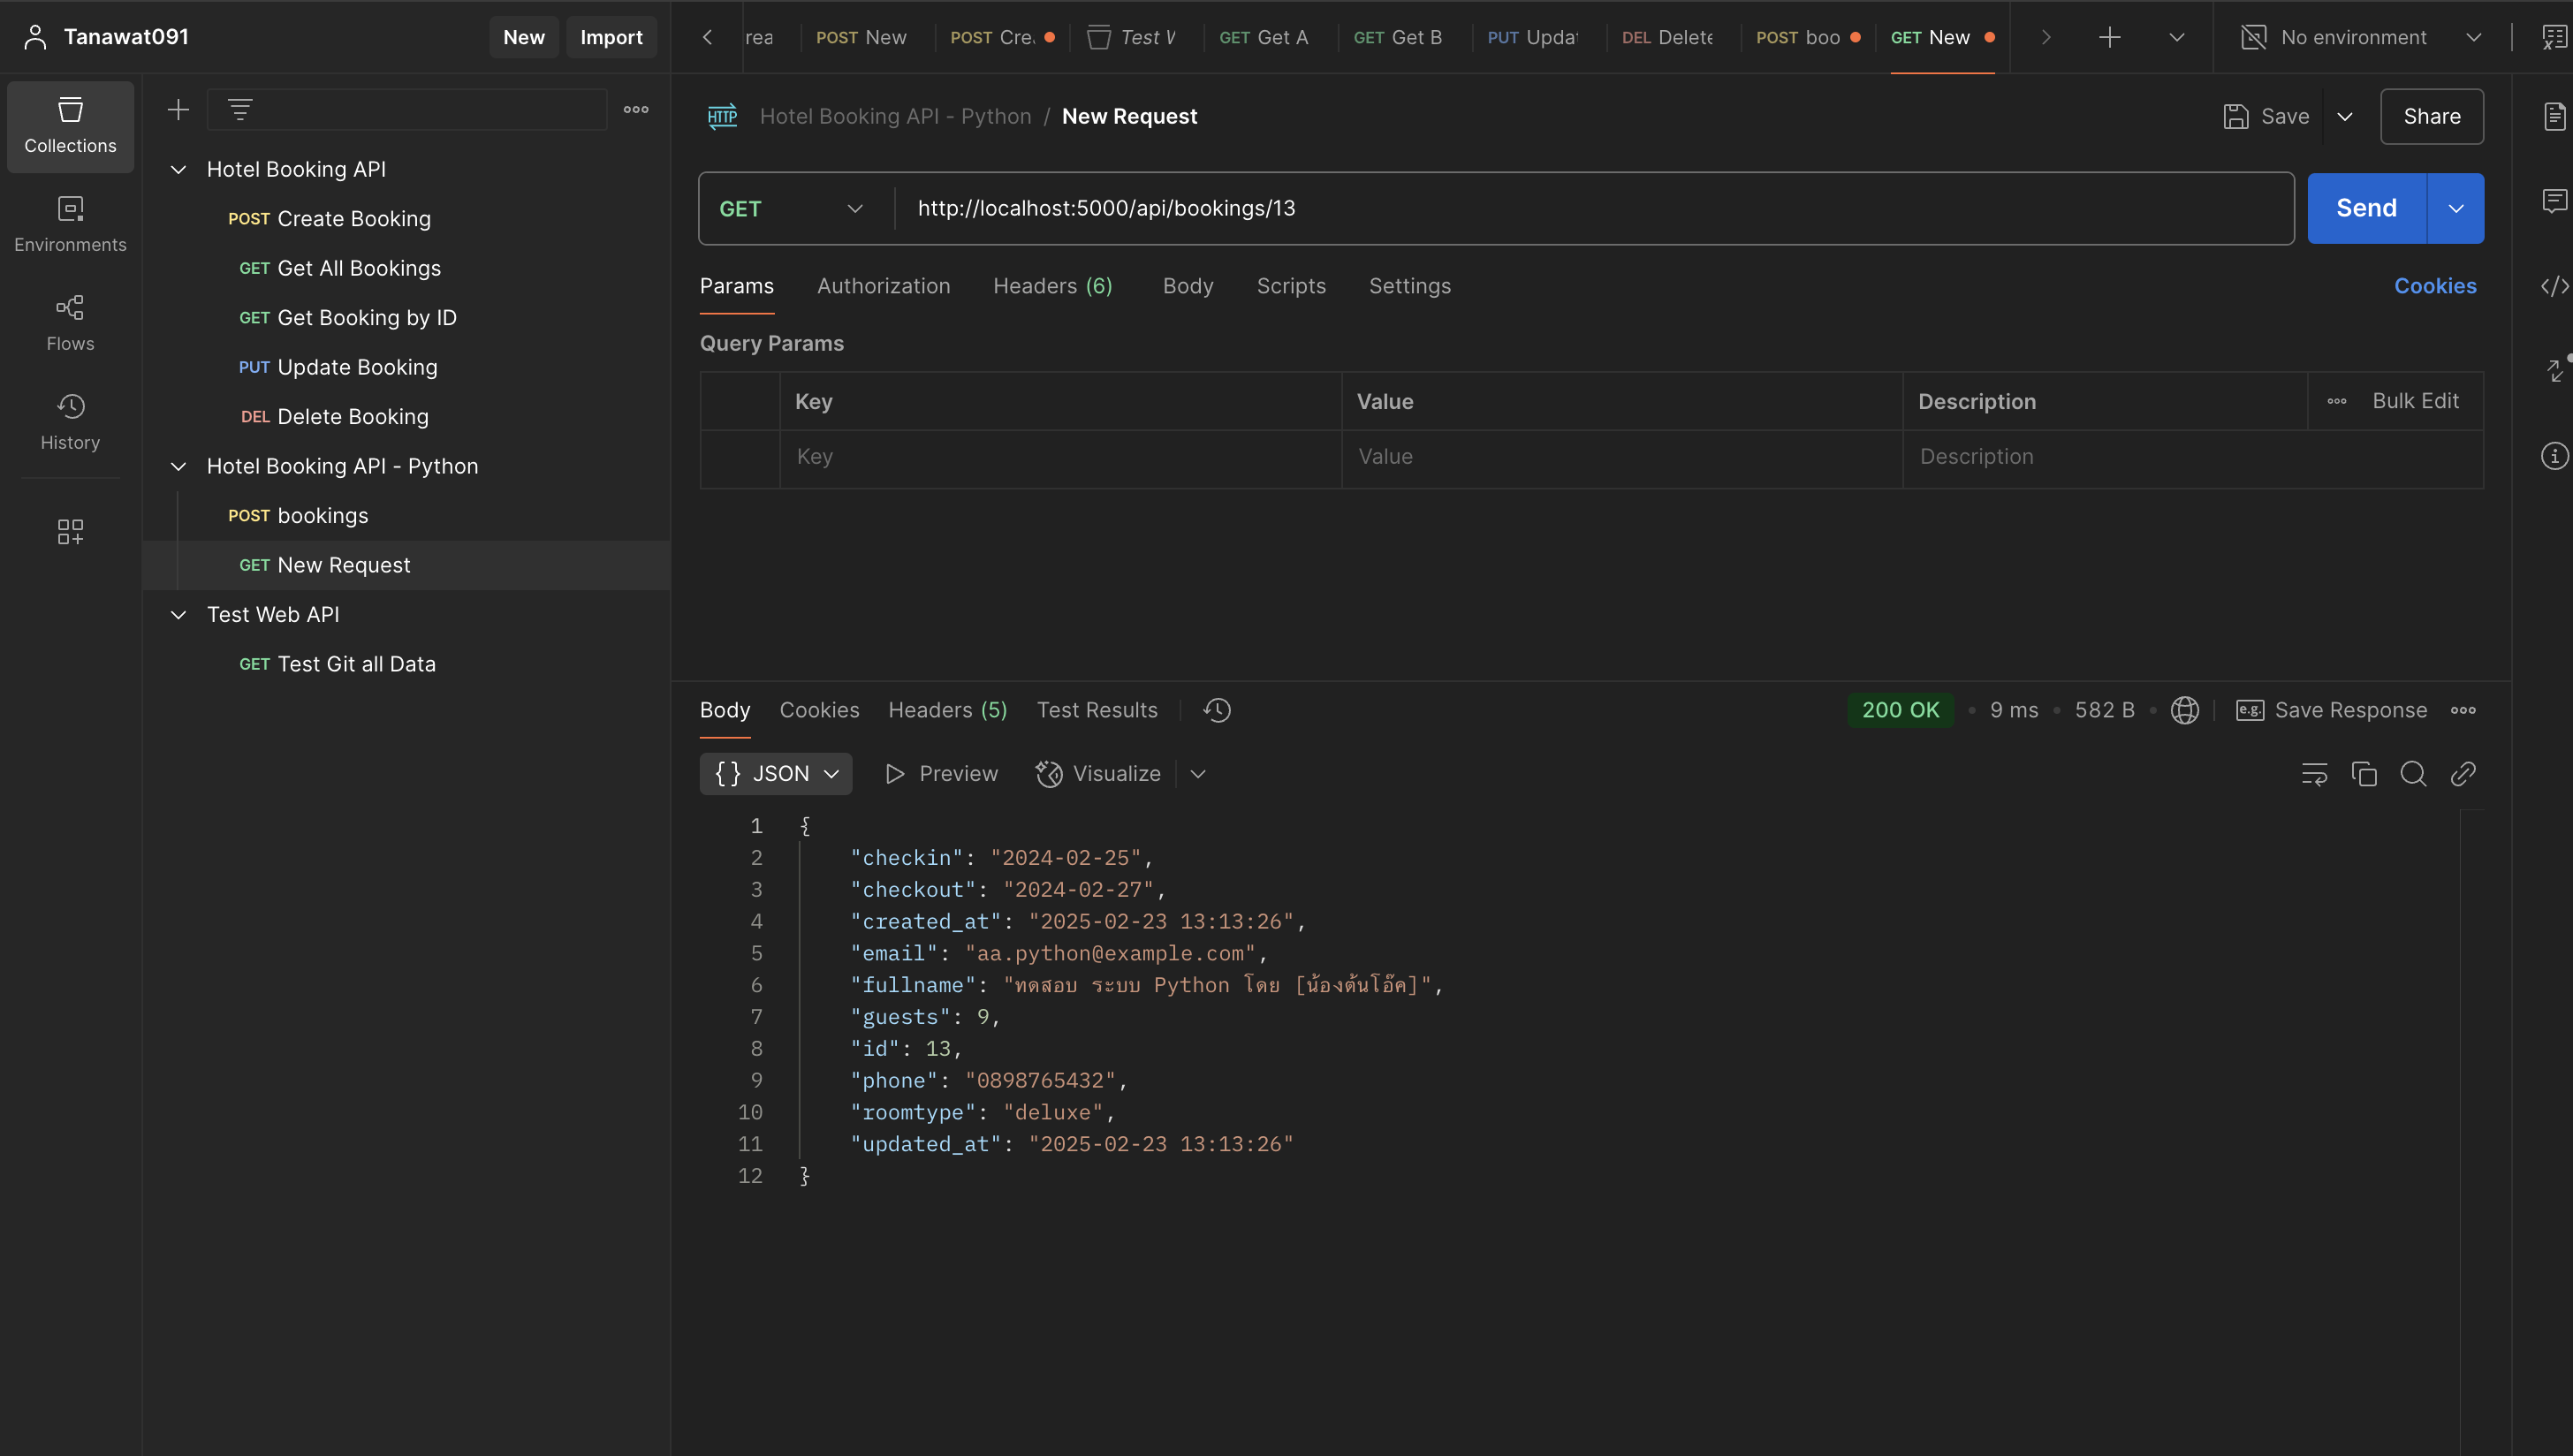 Tanawat091
New
Import
rea
POST New
POST Cre
Test
GET Get A
GET Get B
PUT Updat
DEL Delete
POST boo
GET New
No environment
Collections
Environments
Flows
History
Hotel Booking API
POST Create Booking
GET Get All Bookings
GET Get Booking by ID
PUT Update Booking
DEL Delete Booking
Hotel Booking API - Python
POST bookings
GET New Request
Test Web API
GET Test Git all Data
HTTP Hotel Booking API - Python / New Request
Save
Share
GET
http://localhost:5000/api/bookings/13
Send
Params
Authorization
Headers (6)
Body
Scripts
Settings
Cookies
Query Params
Key
Value
Description
Bulk Edit
Key
Value
Description
Body
Cookies
Headers (5)
Test Results
200 OK
9 ms
582 B
e.g.
Save Response
{ } JSON
Preview
Visualize
1 {
2 "checkin": "2024-02-25",
3 "checkout": "2024-02-27",
4 "created_at": "2025-02-23 13:13:26",
5 "email": "aa.python@example.com",
6 "fullname": "ทดสอบ ระบบ Python โดย [น้องต้นโอ๊ค]",
7 "guests": 9,
8 "id": 13,
9 "phone": "0898765432",
10 "roomtype": "deluxe",
11 "updated_at": "2025-02-23 13:13:26"
12 }